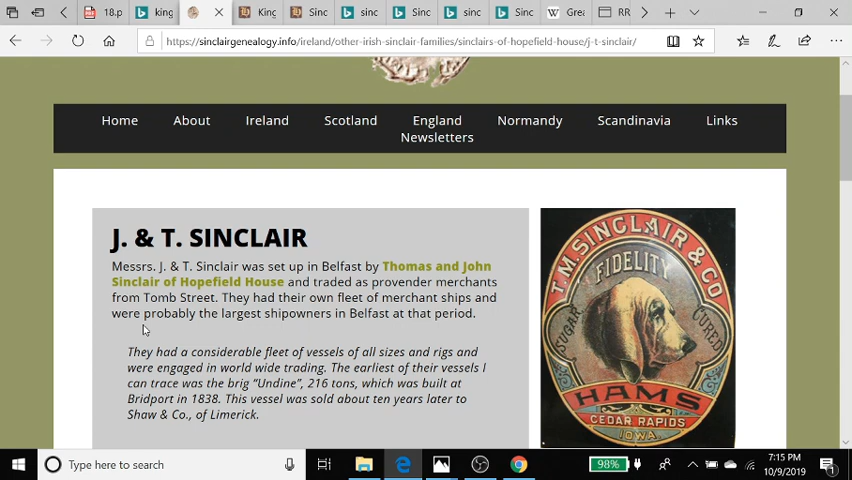 18.p
king
King
Sinc
sinc
Sinc
sinc
Sinc
Grea
RR
https://sinclairgenealogy.info/ireland/other-irish-sinclair-families/sinclairs-of-hopefield-house/j-t-sinclair/
Home
About
Ireland
Scotland
England
Normandy
Scandinavia
Links
Newsletters
J. & T. SINCLAIR
Messrs. J. & T. Sinclair was set up in Belfast by Thomas and John
Sinclair of Hopefield House and traded as provender merchants
from Tomb Street. They had their own fleet of merchant ships and
were probably the largest shipowners in Belfast at that period.
They had a considerable fleet of vessels of all sizes and rigs and
were engaged in world wide trading. The earliest of their vessels I
can trace was the brig “Undine”, 216 tons, which was built at
Bridport in 1838. This vessel was sold about ten years later to
Shaw & Co., of Limerick.
T.M. SINCLAIR & CO
FIDELITY
SUGAR
CURED
HAMS
CEDAR RAPIDS
IOWA.
Type here to search
98%
7:15 PM
10/9/2019
1